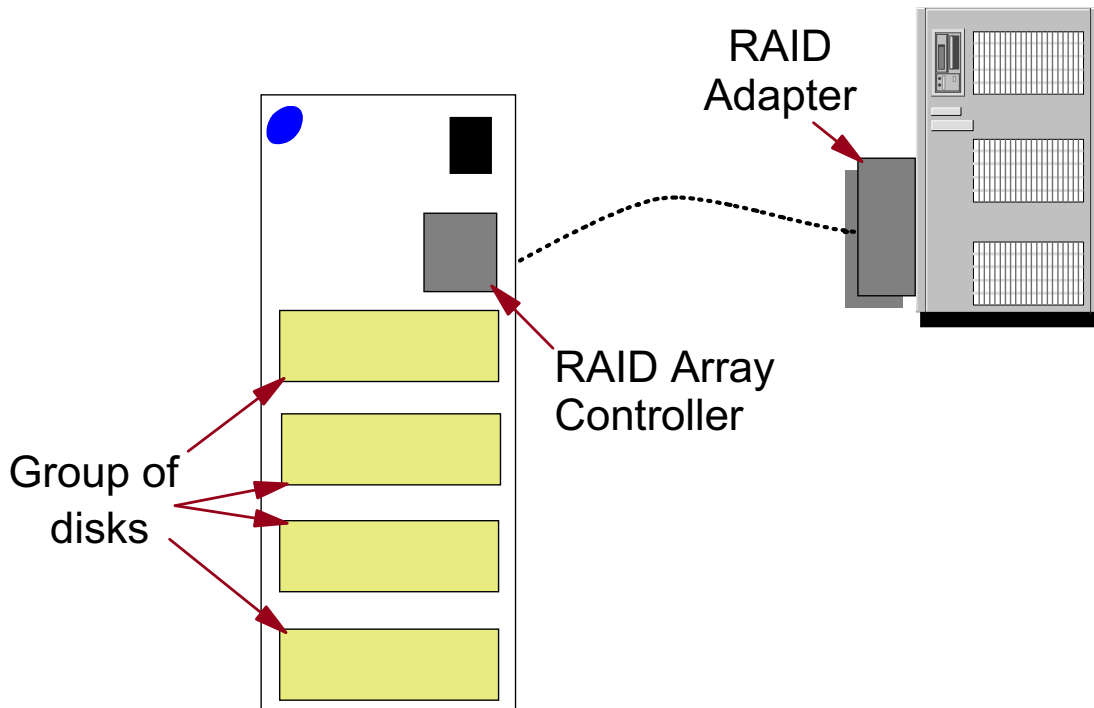 RAID
Adapter
RAID Array
Controller
Group of
disks